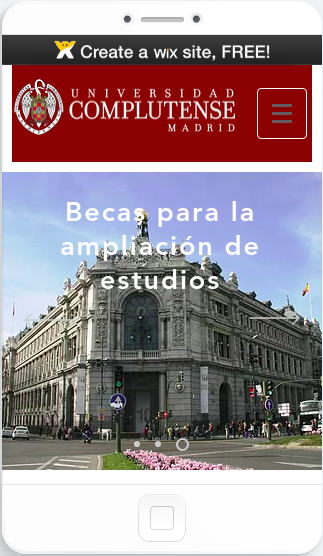 Create a WiX site, FREE!
UNIVERSIDAD
COMPLUTENSE
MADRID
Becas para la
ampliación de
estudios